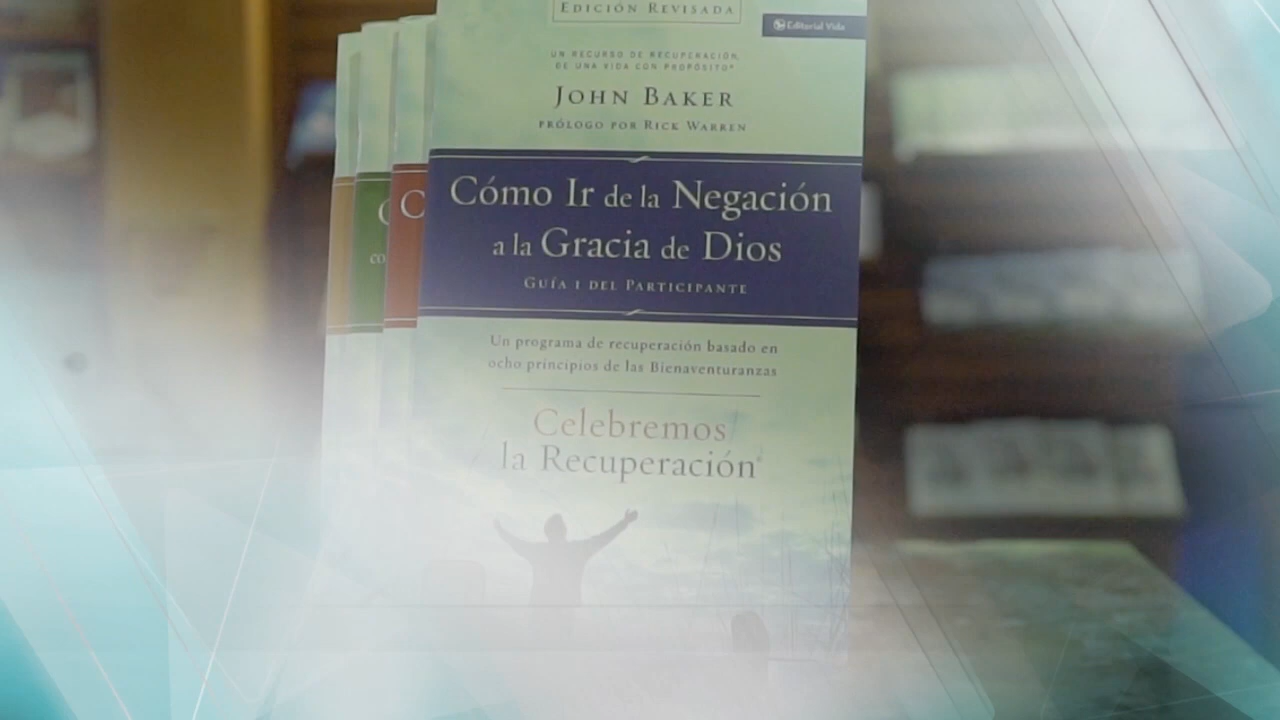 Edición Revisada
Editorial Vida
UN RECURSO DE RECUPERACIÓN
DE UNA VIDA CON PROPÓSITO®
John Baker
Prólogo por Rick Warren
Cómo Ir de la Negación
a la Gracia de Dios
Guía 1 del Participante
Un programa de recuperación basado en
ocho principios de las Bienaventuranzas
Celebremos
la Recuperación®
C
co
C